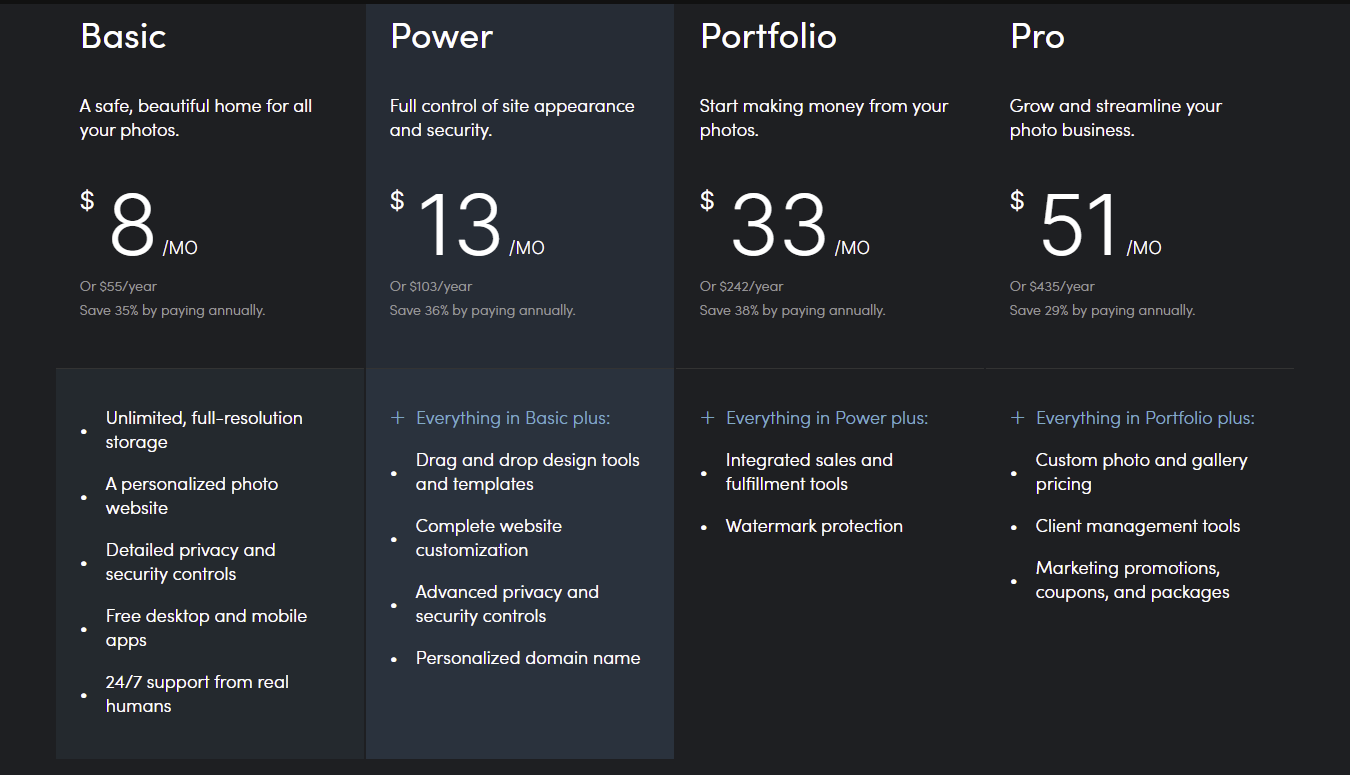 Basic
A safe, beautiful home for all
your photos.
$ 8 /MO
Or $55/year
Save 35% by paying annually.
Unlimited, full-resolution
storage
A personalized photo
website
Detailed privacy and
security controls
Free desktop and mobile
apps
24/7 support from real
humans
Power
Full control of site appearance
and security.
$ 13 /MO
Or $103/year
Save 36% by paying annually.
+ Everything in Basic plus:
Drag and drop design tools
and templates
Complete website
customization
Advanced privacy and
security controls
Personalized domain name
Portfolio
Start making money from your
photos.
$ 33 /MO
Or $242/year
Save 38% by paying annually.
+ Everything in Power plus:
Integrated sales and
fulfillment tools
Watermark protection
Pro
Grow and streamline your
photo business.
$ 51 /MO
Or $435/year
Save 29% by paying annually.
+ Everything in Portfolio plus:
Custom photo and gallery
pricing
Client management tools
Marketing promotions,
coupons, and packages